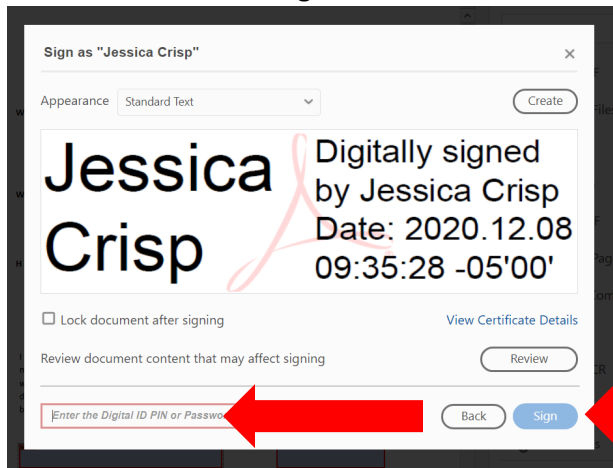 Sign as "Jessica Crisp"
Appearance Standard Text
Create
Jessica
Crisp
Digitally signed
by Jessica Crisp
Date: 2020.12.08
09:35:28 -05'00'
Lock document after signing
View Certificate Details
Review document content that may affect signing
Review
Enter the Digital ID PIN or
Back
Sign